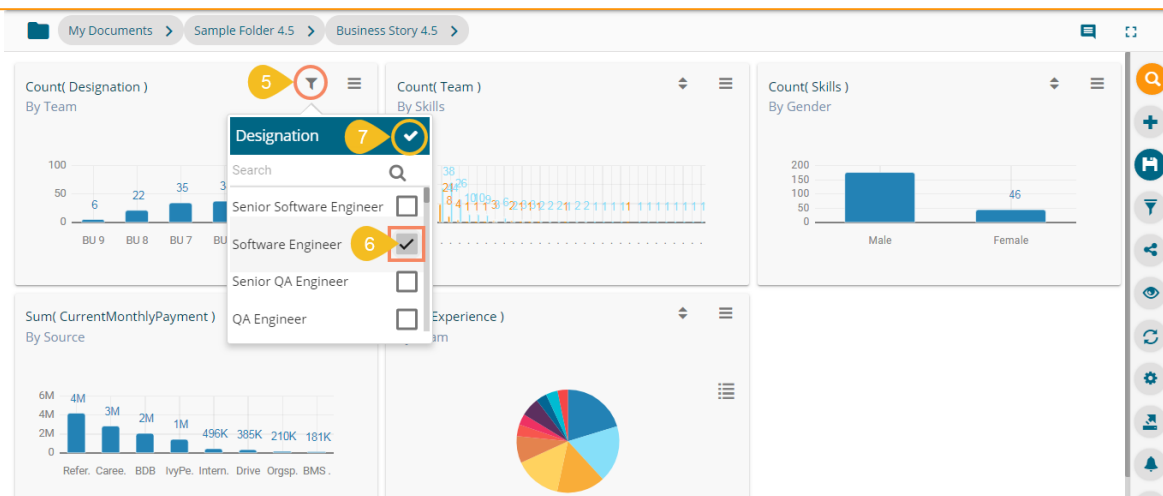 My Documents > Sample Folder 4.5 > Business Story 4.5 >
Count( Designation )
By Team
5
100
50
0
6
22
35
BU 9 BU 8 BU 7 BU
Designation
7
Search
Senior Software Engineer
Software Engineer
6
Senior QA Engineer
QA Engineer
Count( Team )
By Skills
38
Count( Skills )
By Gender
200
150
100
50
0
46
Male Female
Sum( CurrentMonthlyPayment )
By Source
6M
4M
2M
0
4M
3M
2M
1M
496K 385K 210K 181K
Refer. Caree. BDB IvyPe. Intern. Drive Orgsp. BMS .
Experience )